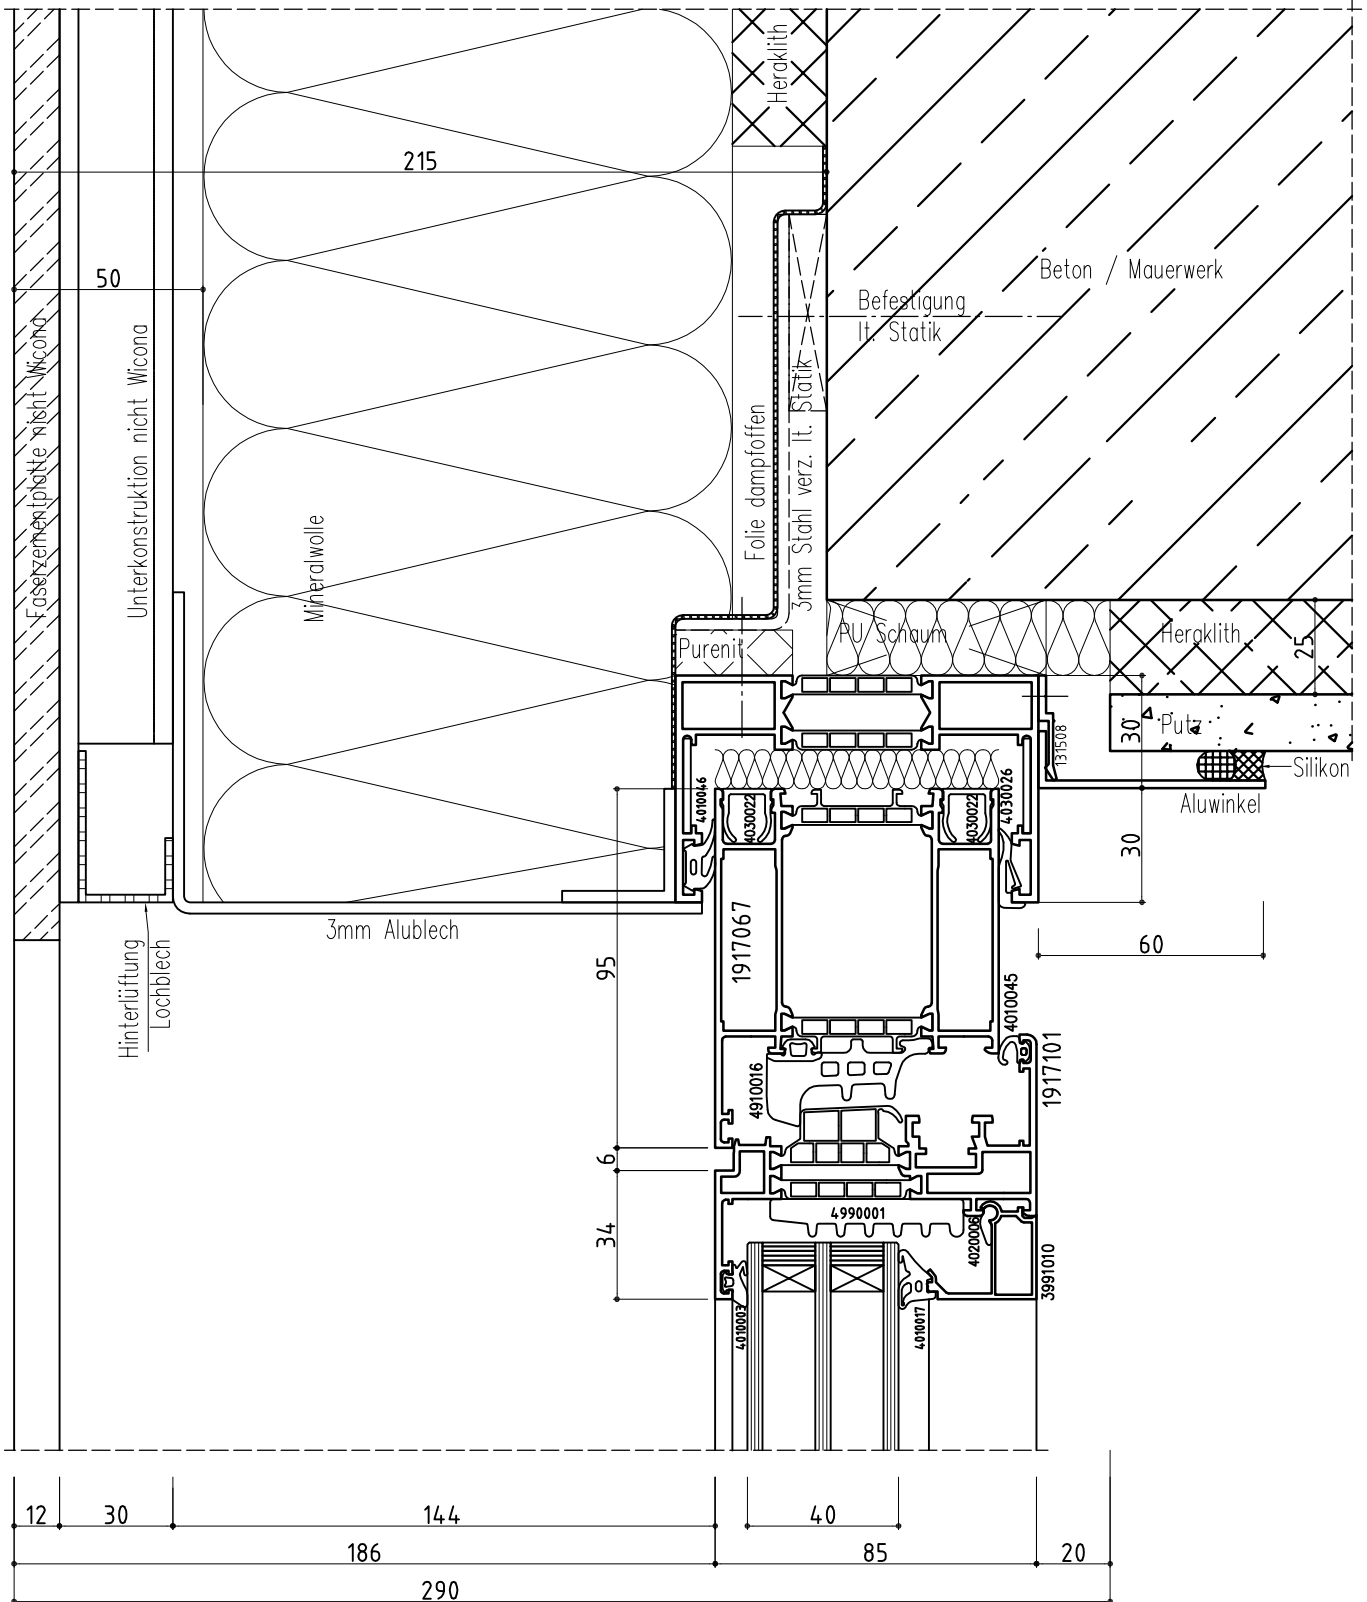 Heraklith
215
50
Beton / Mauerwerk
Befestigung
lt. Statik
Faserzementplatte nicht Wicona
Unterkonstruktion nicht Wicona
Mineralwolle
Folie dampfoffen
3mm Stahl verz. lt. Statik
PU Schaum
Heraklith
25
Purenit
Putz
30
131508
Silikon
Aluwinkel
4010046
4030022
4030022
4030026
30
3mm Alublech
Hinterlüftung
Lochblech
1917067
60
95
4010045
1917101
4910016
6
34
4990001
4020006
3991010
4010003
4010017
12
30
144
40
186
85
20
290